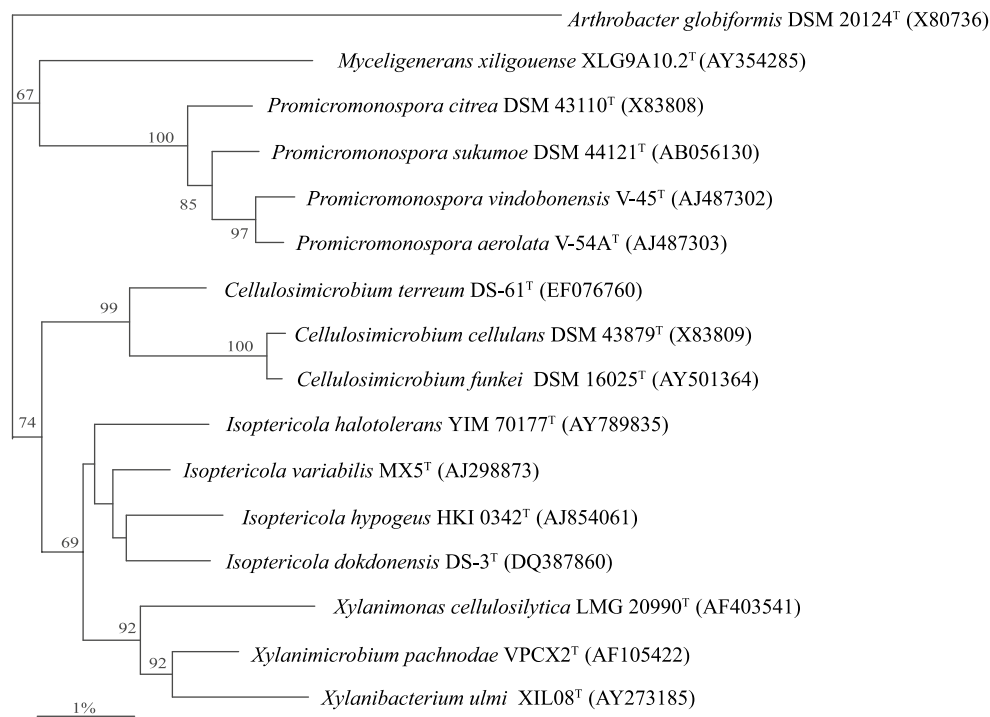 Arthrobacter globiformis DSM 20124ᵀ (X80736)
Myceligenerans xiligouense XLG9A10.2ᵀ (AY354285)
67
Promicromonospora citrea DSM 43110ᵀ (X83808)
100
Promicromonospora sukumoe DSM 44121ᵀ (AB056130)
85
Promicromonospora vindobonensis V-45ᵀ (AJ487302)
97
Promicromonospora aerolata V-54Aᵀ (AJ487303)
Cellulosimicrobium terreum DS-61ᵀ (EF076760)
99
Cellulosimicrobium cellulans DSM 43879ᵀ (X83809)
100
Cellulosimicrobium funkei DSM 16025ᵀ (AY501364)
74
Isoptericola halotolerans YIM 70177ᵀ (AY789835)
Isoptericola variabilis MX5ᵀ (AJ298873)
Isoptericola hypogeus HKI 0342ᵀ (AJ854061)
69
Isoptericola dokdonensis DS-3ᵀ (DQ387860)
Xylanimonas cellulosilytica LMG 20990ᵀ (AF403541)
92
Xylanimicrobium pachnodae VPCX2ᵀ (AF105422)
92
Xylanibacterium ulmi XIL08ᵀ (AY273185)
1%